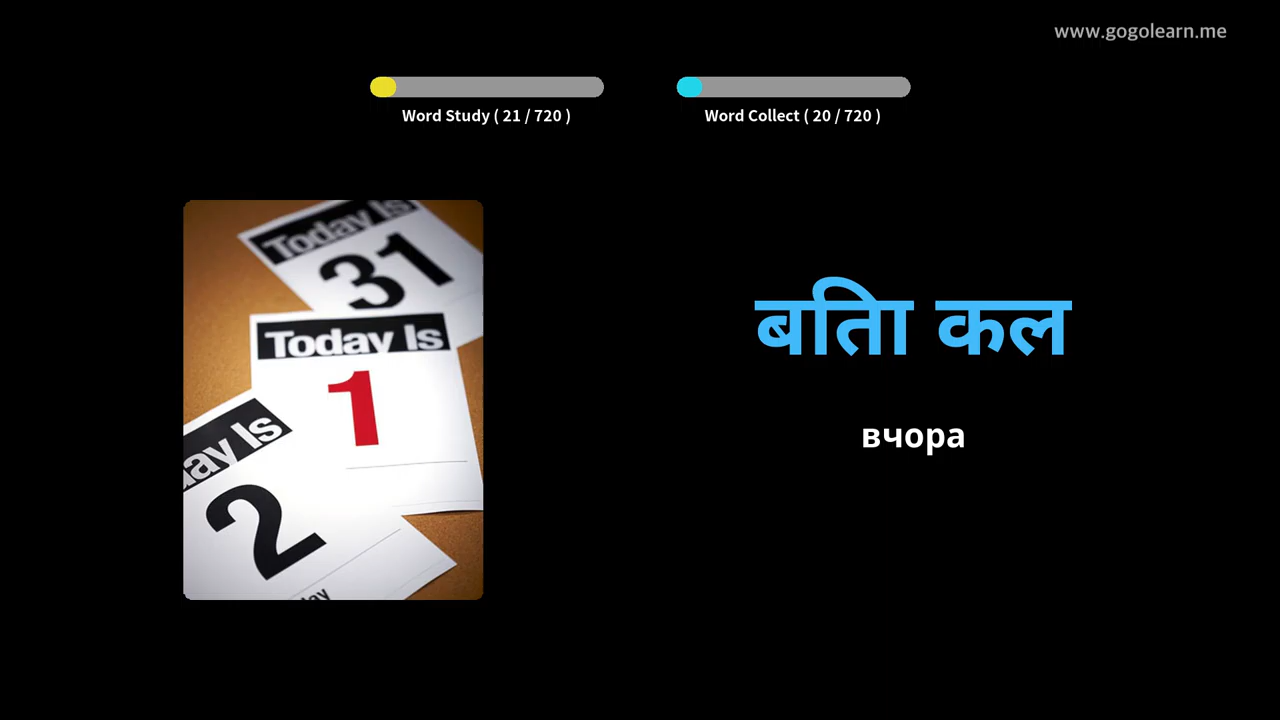 www.gogolearn.me
Word Study ( 21 / 720 )
Word Collect ( 20 / 720 )
Today Is
31
Today Is
1
ay Is
2
बतिा कल
вчора